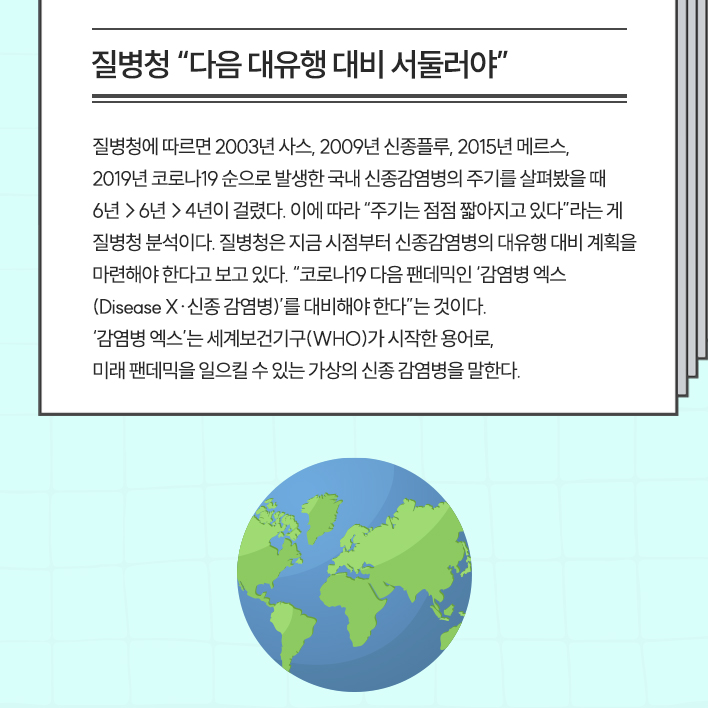 질병청 “다음 대유행 대비 서둘러야”
질병청에 따르면 2003년 사스, 2009년 신종플루, 2015년 메르스,
2019년 코로나19 순으로 발생한 국내 신종감염병의 주기를 살펴봤을 때
6년 > 6년 > 4년이 걸렸다. 이에 따라 “주기는 점점 짧아지고 있다”라는 게
질병청 분석이다. 질병청은 지금 시점부터 신종감염병의 대유행 대비 계획을
마련해야 한다고 보고 있다. “코로나19 다음 팬데믹인 ‘감염병 엑스
(Disease X·신종 감염병)’를 대비해야 한다”는 것이다.
‘감염병 엑스’는 세계보건기구(WHO)가 시작한 용어로,
미래 팬데믹을 일으킬 수 있는 가상의 신종 감염병을 말한다.